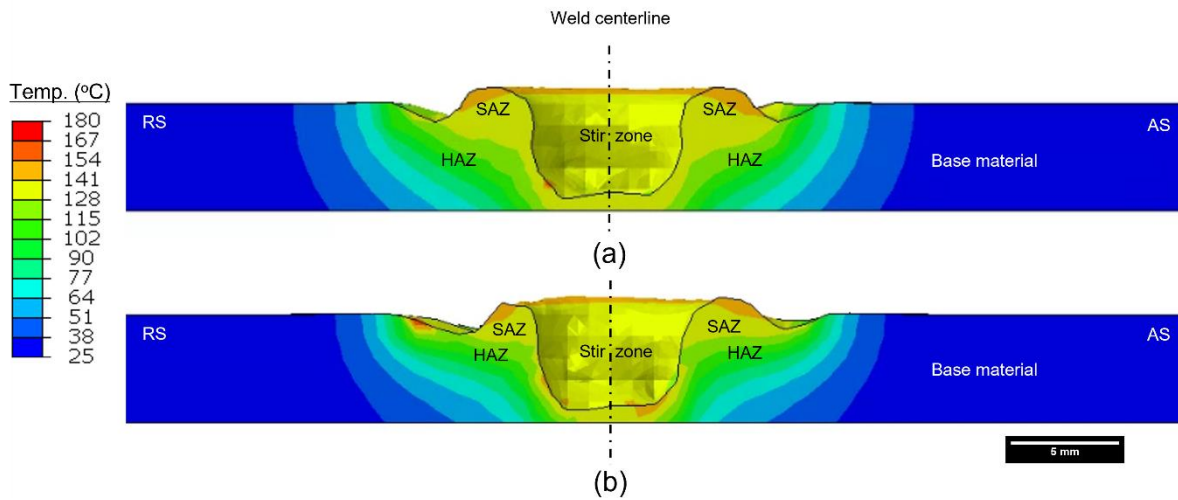 Weld centerline
Temp. (ºC)
180
167
154
141
128
115
102
90
77
64
51
38
25
RS
SAZ
SAZ
Stir zone
HAZ
HAZ
Base material
AS
(a)
RS
SAZ
SAZ
HAZ
Stir zone
HAZ
Base material
AS
5 mm
(b)